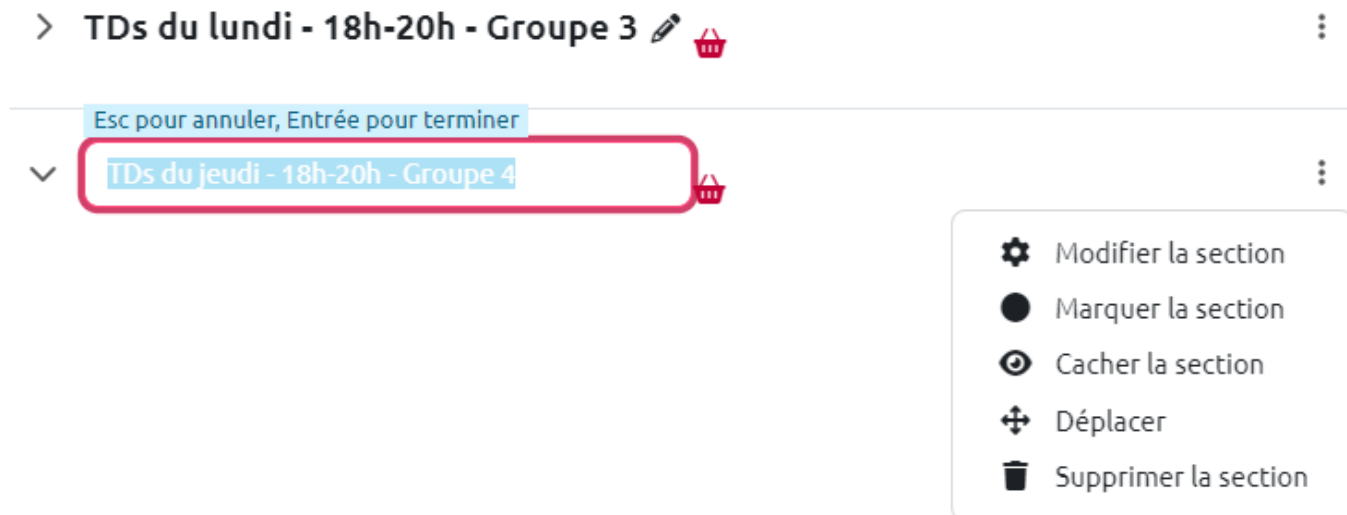 TDs du lundi - 18h-20h - Groupe 3
Esc pour annuler, Entrée pour terminer
TDs du jeudi - 18h-20h - Groupe 4
Modifier la section
Marquer la section
Cacher la section
Déplacer
Supprimer la section